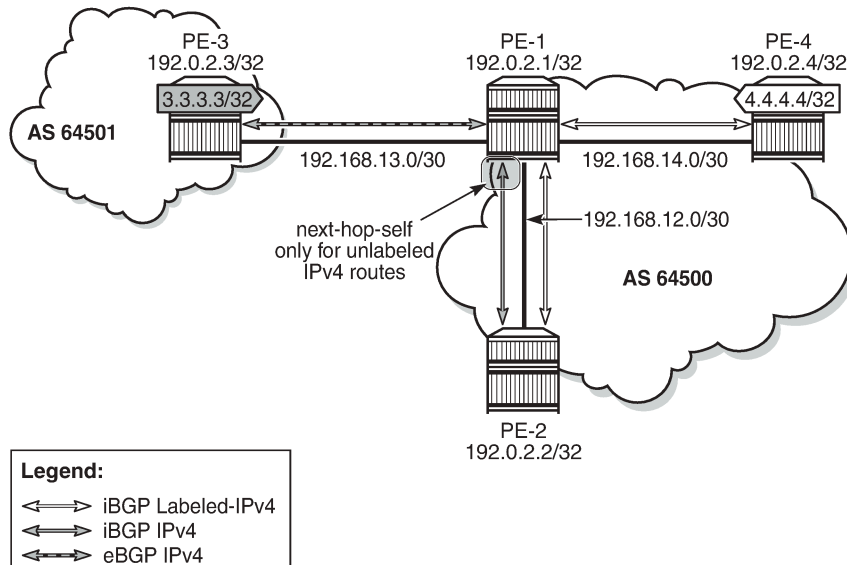 PE-3
192.0.2.3/32
3.3.3.3/32
AS 64501
PE-1
192.0.2.1/32
PE-4
192.0.2.4/32
4.4.4.4/32
192.168.13.0/30
192.168.14.0/30
next-hop-self
only for unlabeled
IPv4 routes
192.168.12.0/30
AS 64500
PE-2
192.0.2.2/32
Legend:
iBGP Labeled-IPv4
iBGP IPv4
eBGP IPv4